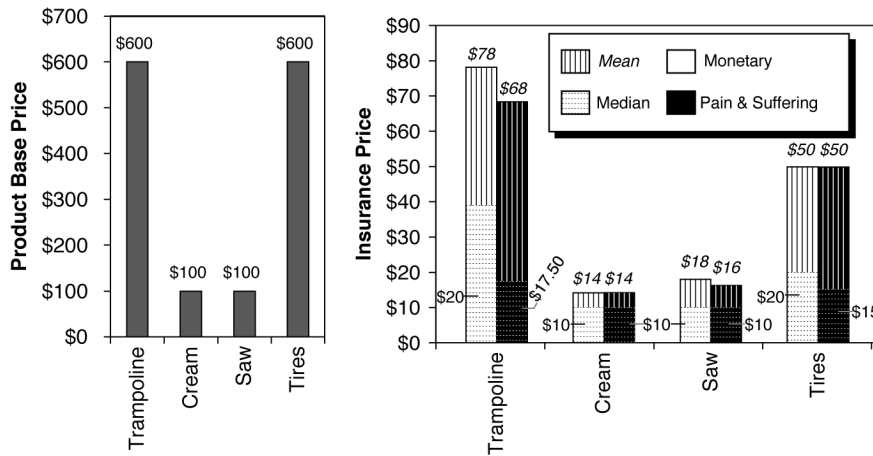 $700
$600
$500
$400
$300
$200
$100
$0
Product Base Price
$600
$100
$100
$600
Trampoline
Cream
Saw
Tires
$90
$80
$70
$60
$50
$40
$30
$20
$10
$0
Insurance Price
Mean
Monetary
Median
Pain & Suffering
$78
$68
$20
$17.50
$14 $14
$10
$10
$18
$16
$10
$50 $50
$20
$15
Trampoline
Cream
Saw
Tires